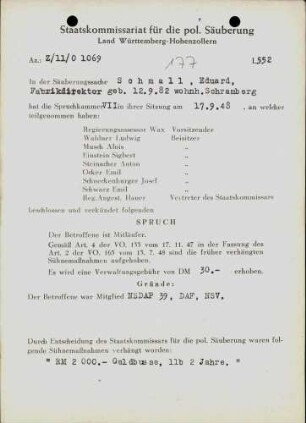 Staatskommissariat für die pol. Säuberung
Land Württemberg-Hohenzollern
Az.: Z/11/O 1069
177
1.552
In der Säuberungssache Schmall, Eduard,
Fabrikdirektor geb. 12.9.82 wohnh. Schramberg
hat die Spruchkammer VII in ihrer Sitzung am 17.9.48, an welcher
teilgenommen haben:
Regierungsassessor Wax Vorsitzender
Waldner Ludwig Beisitzer
Munek Alois „
Einstein Sigbert „
Steinacher Anton „
Emil „
Josef „
Schwarz Emil „
Reg.Angest. Hauer Vertreter des Staatskommissars
beschlossen und verkündet folgenden
SPRUCH
Der Betroffene ist Mitläufer.
Gemäß Art. 4 der VO. 133 vom 17. 11. 47 in der Fassung des
Art. 2 der VO. 165 vom 13. 7. 48 sind die früher verhängten
Sühnemaßnahmen aufgehoben.
Es wird eine Verwaltungsgebühr von DM 30.- erhoben.
Gründe:
Der Betroffene war Mitglied NSDAP 39, DAF, NSV.
Durch Entscheidung des Staatskommissars für die pol. Säuberung waren fol-
gende Sühnemaßnahmen verhängt worden:
" RM 2 000.- Geldbusse, 11b 2 Jahre. "